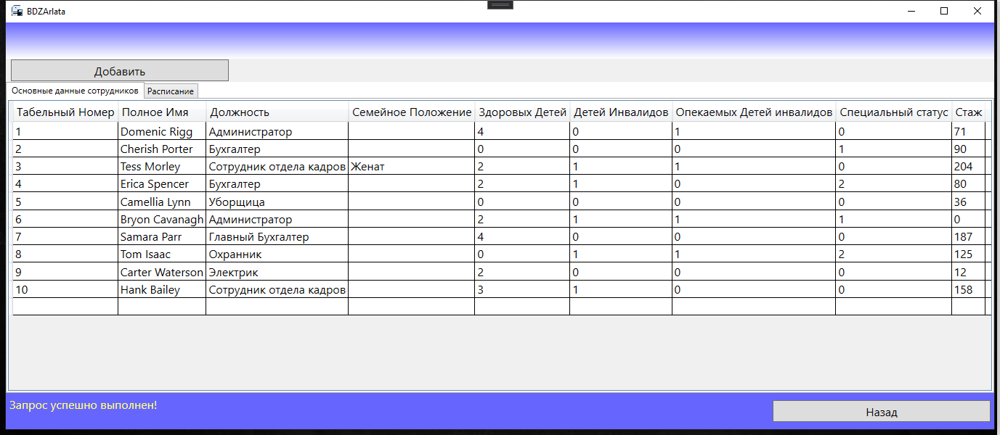 BDZArlata
Добавить
Основные данные сотрудников Расписание
Табельный Номер Полное Имя Должность Семейное Положение Здоровых Детей Детей Инвалидов Опекаемых Детей инвалидов Специальный статус Стаж
1 Domenic Rigg Администратор 4 0 1 0 71
2 Cherish Porter Бухгалтер 0 0 0 1 90
3 Tess Morley Сотрудник отдела кадров Женат 2 1 1 0 204
4 Erica Spencer Бухгалтер 2 1 0 2 80
5 Camellia Lynn Уборщица 0 0 0 0 36
6 Bryon Cavanagh Администратор 2 1 1 1 0
7 Samara Parr Главный Бухгалтер 4 0 0 0 187
8 Tom Isaac Охранник 0 1 1 2 125
9 Carter Waterson Электрик 2 0 0 0 12
10 Hank Bailey Сотрудник отдела кадров 3 1 0 0 158
Запрос успешно выполнен!
Назад